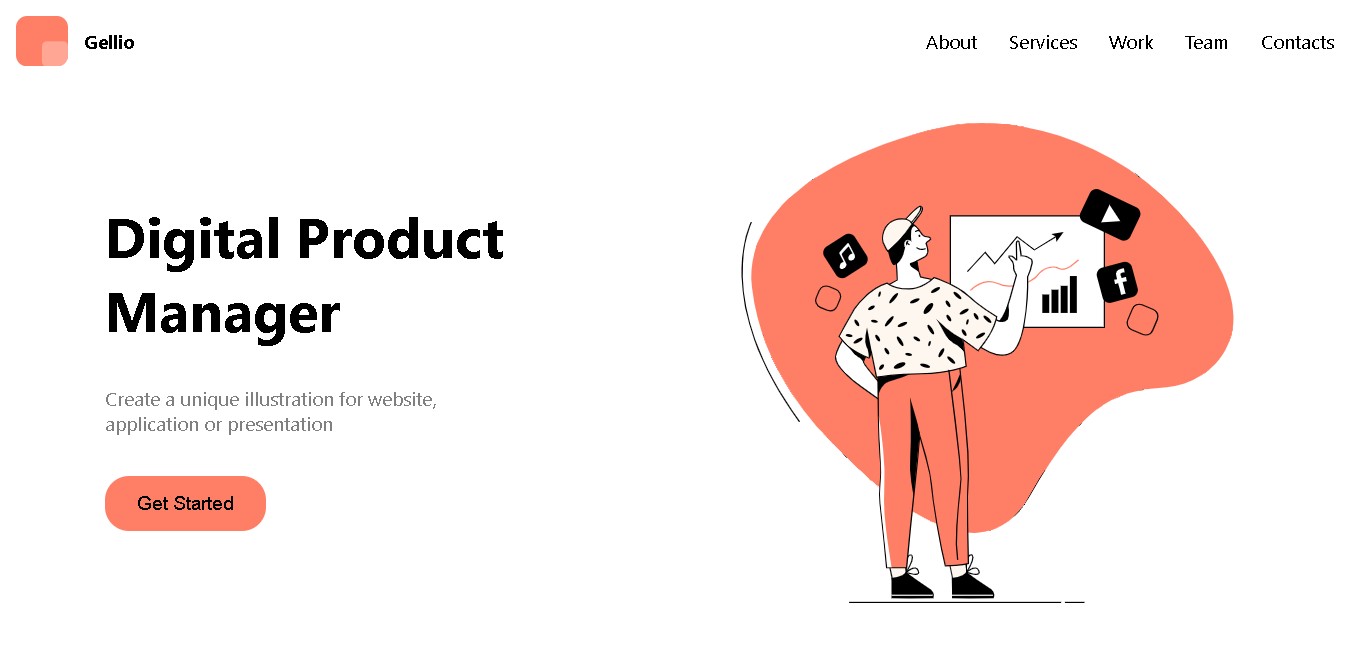 Gellio
About Services Work Team Contacts
Digital Product
Manager
Create a unique illustration for website,
application or presentation
Get Started